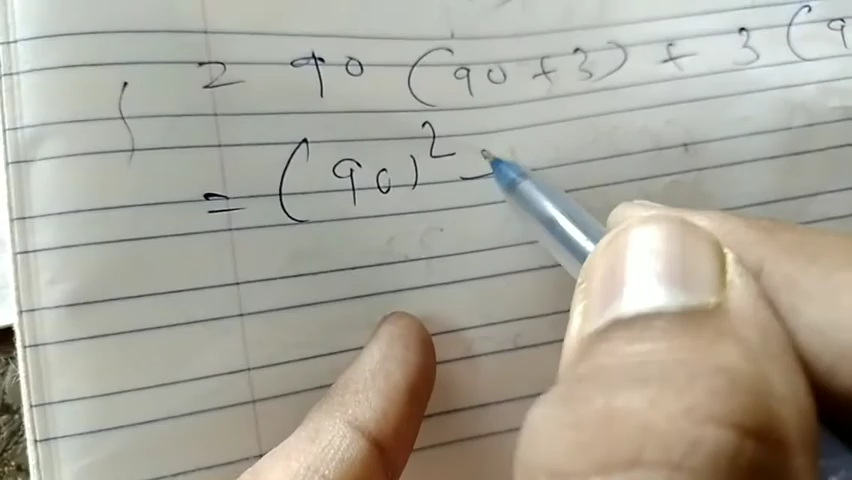 = 90 (90 + 3) + 3 (9
= (90)² -